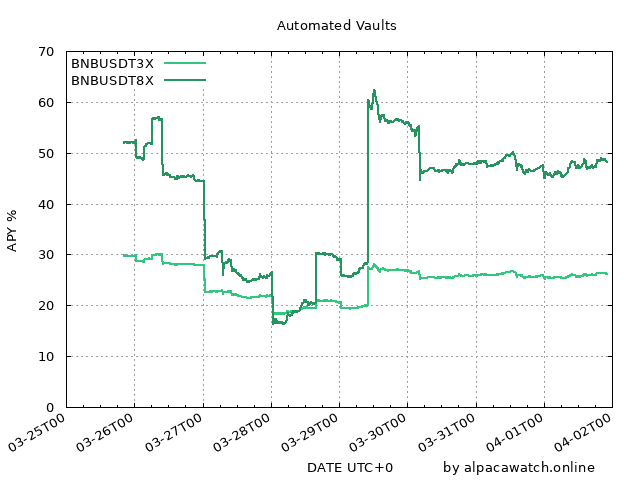 Automated Vaults
BNBUSDT3X
BNBUSDT8X
70
60
50
40
30
20
10
0
APY %
03-25T00
03-26T00
03-27T00
03-28T00
03-29T00
03-30T00
03-31T00
04-01T00
04-02T00
DATE UTC+0
by alpacawatch.online